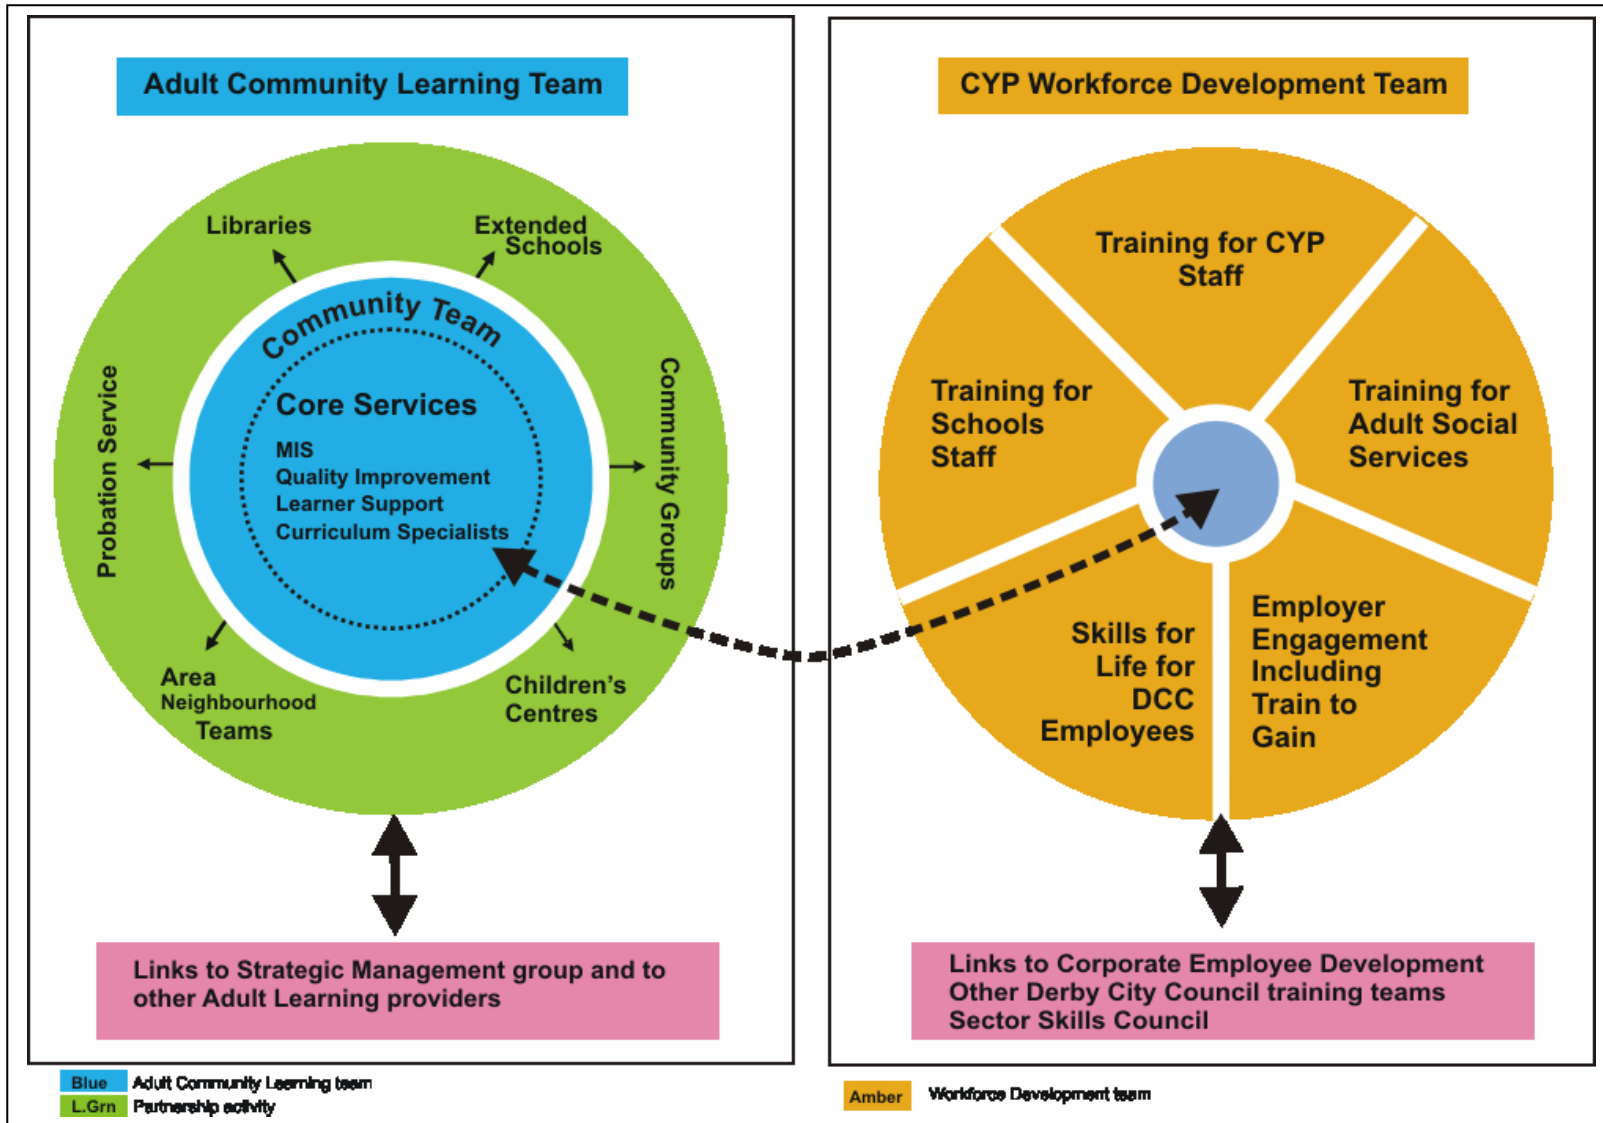 Adult Community Learning Team
Libraries
Extended
Schools
Community Team
Probation Service
Community Groups
Core Services
MIS
Quality Improvement
Learner Support
Curriculum Specialists
Area
Neighbourhood
Teams
Children's
Centres
Links to Strategic Management group and to
other Adult Learning providers
Blue Adult Community Learning team
L.Grn Partnership activity
CYP Workforce Development Team
Training for CYP
Staff
Training for
Schools
Staff
Training for
Adult Social
Services
Skills for
Life for
DCC
Employees
Employer
Engagement
Including
Train to
Gain
Links to Corporate Employee Development
Other Derby City Council training teams
Sector Skills Council
Amber Workforce Development team